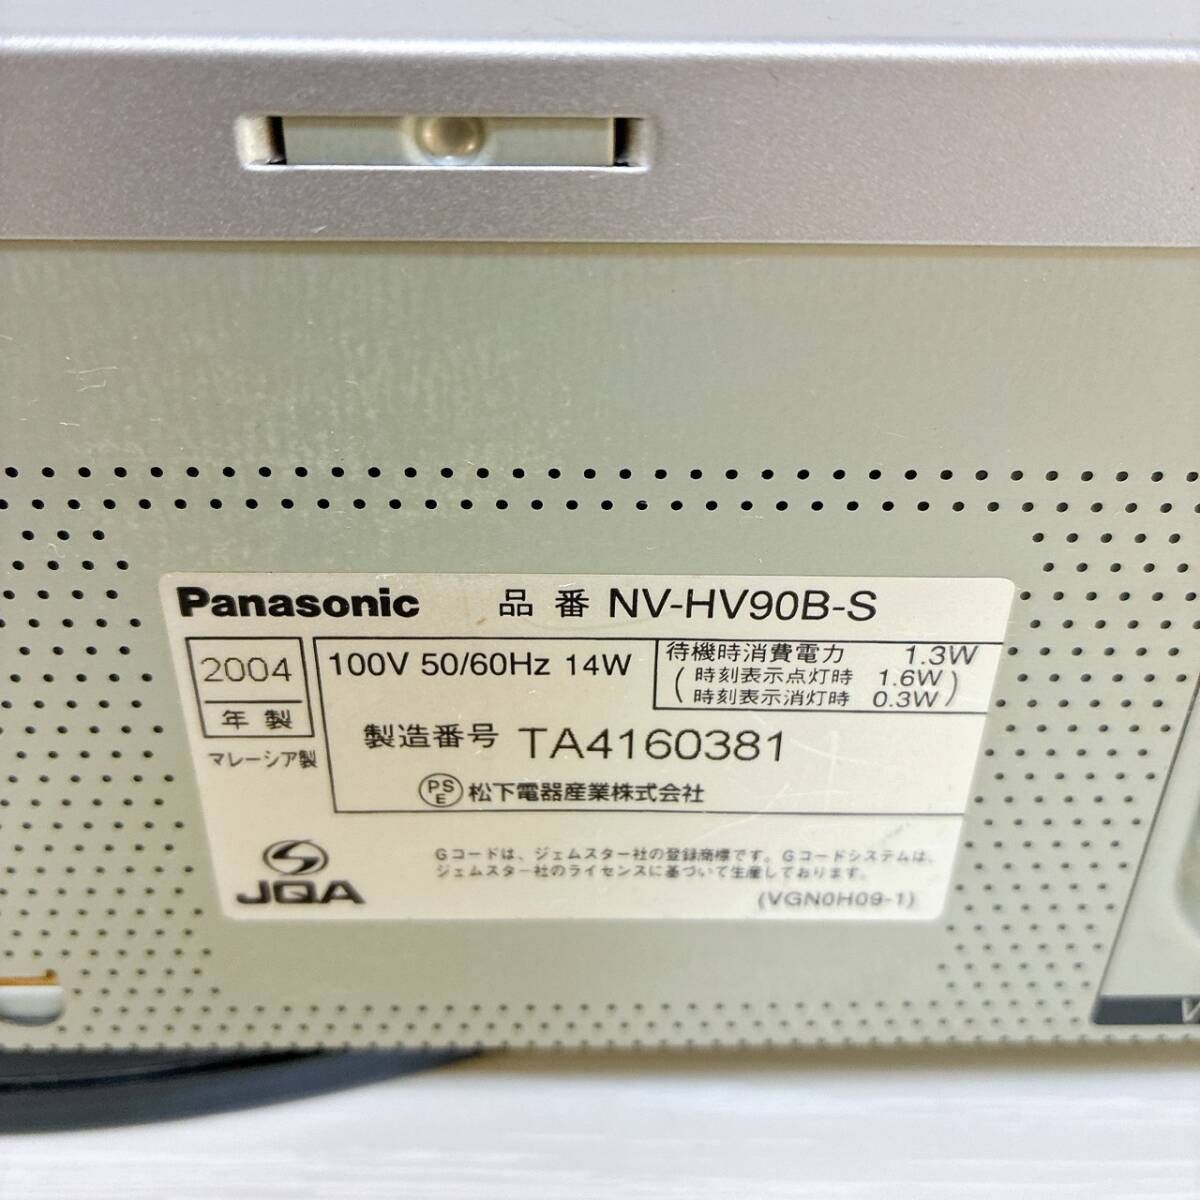 Panasonic 品番 NV-HV90B-S
2004
年製
マレーシア製
100V 50/60Hz 14W
待機時消費電力 1.3W
(時刻表示点灯時 1.6W
時刻表示消灯時 0.3W)
製造番号 TA4160381
PSE 松下電器産業株式会社
JQA
Gコードは、ジェムスター社の登録商標です。Gコードシステムは、
ジェムスター社のライセンスに基づいて生産しております。
(VGN0H09-1)